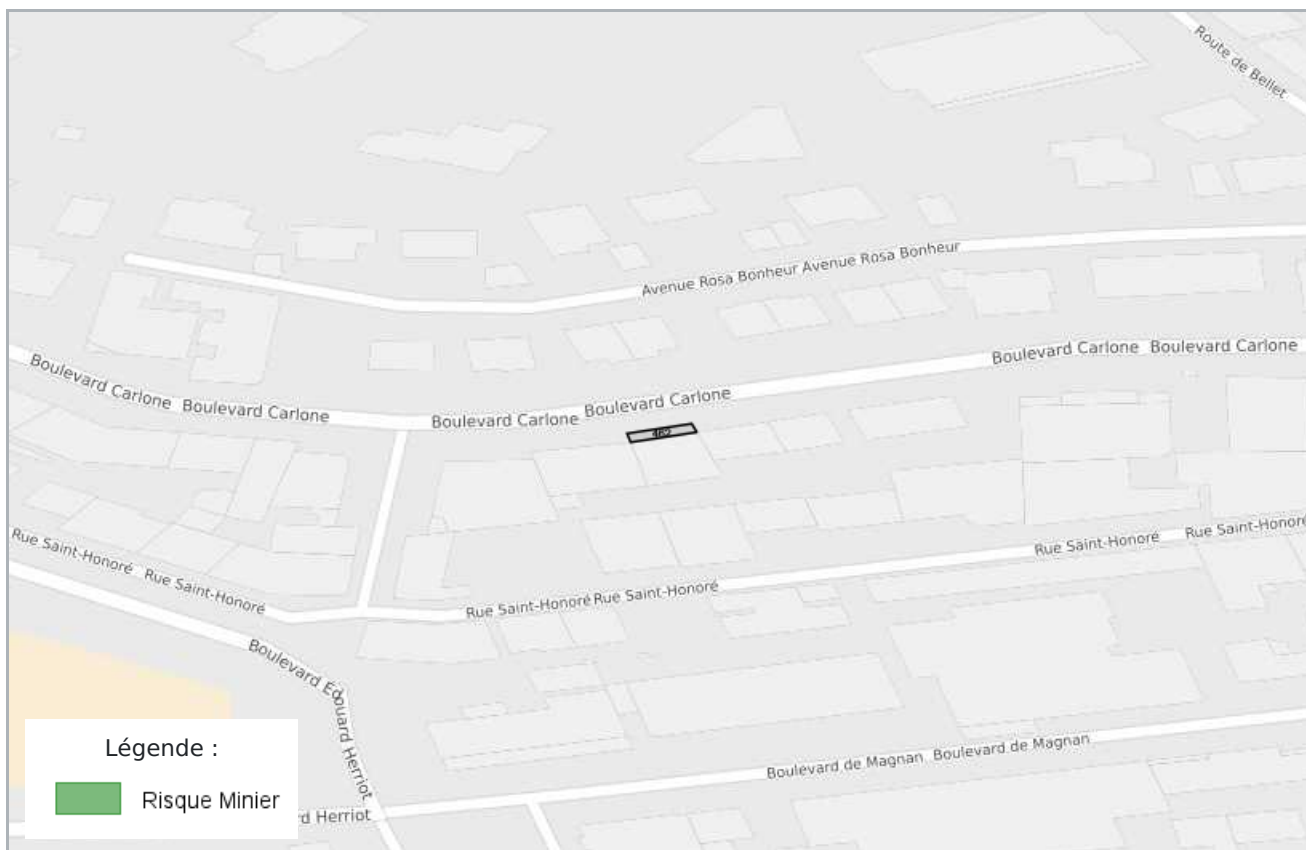 Route de Bellet
Avenue Rosa Bonheur Avenue Rosa Bonheur
Boulevard Carlone Boulevard Carlone
Boulevard Carlone Boulevard Carlone
Boulevard Carlone Boulevard Carlone
462
Rue Saint-Honoré Rue Saint-Honoré
Rue Saint-Honoré Rue Saint-Honoré
Rue Saint-Honoré Rue Saint-Honoré
Boulevard Édouard Herriot
Boulevard de Magnan Boulevard de Magnan
rd Herriot
Légende :
Risque Minier